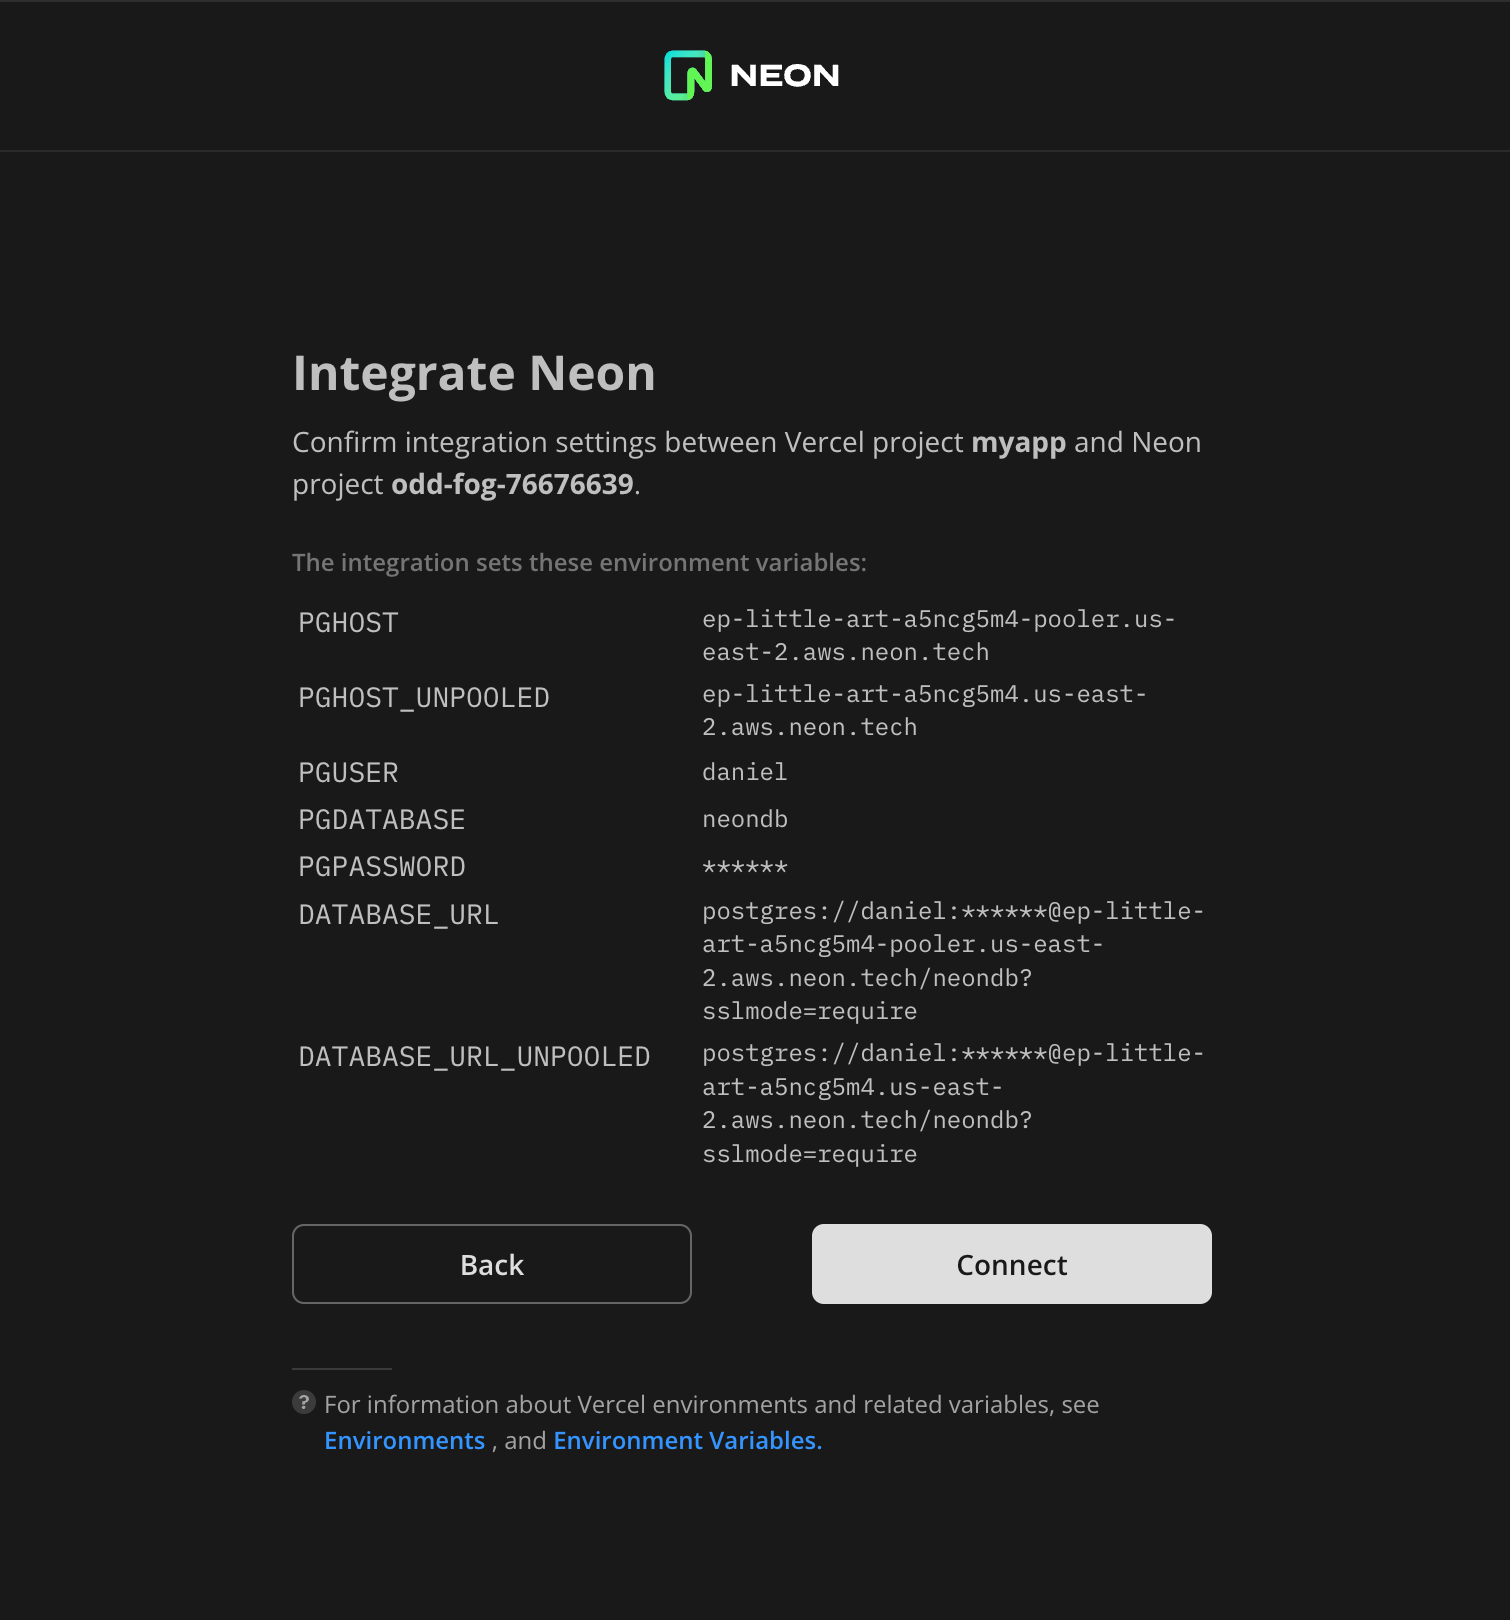 NEON
Integrate Neon
Confirm integration settings between Vercel project myapp and Neon
project odd-fog-76676639.
The integration sets these environment variables:
PGHOST ep-little-art-a5ncg5m4-pooler.us-
east-2.aws.neon.tech
PGHOST_UNPOOLED ep-little-art-a5ncg5m4.us-east-
2.aws.neon.tech
PGUSER daniel
PGDATABASE neondb
PGPASSWORD ******
DATABASE_URL postgres://daniel:******@ep-little-
art-a5ncg5m4-pooler.us-east-
2.aws.neon.tech/neondb?
sslmode=require
DATABASE_URL_UNPOOLED postgres://daniel:******@ep-little-
art-a5ncg5m4.us-east-
2.aws.neon.tech/neondb?
sslmode=require
Back Connect
? For information about Vercel environments and related variables, see
Environments , and Environment Variables.